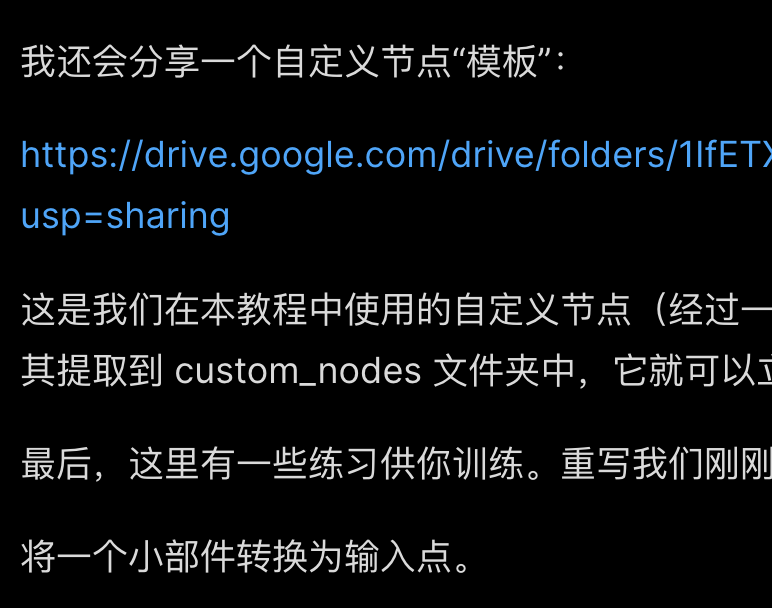 我还会分享一个自定义节点“模板”：
https://drive.google.com/drive/folders/1IfETX
usp=sharing
这是我们在本教程中使用的自定义节点（经过一
其提取到 custom_nodes 文件夹中，它就可以立
最后，这里有一些练习供你训练。重写我们刚刚
将一个小部件转换为输入点。